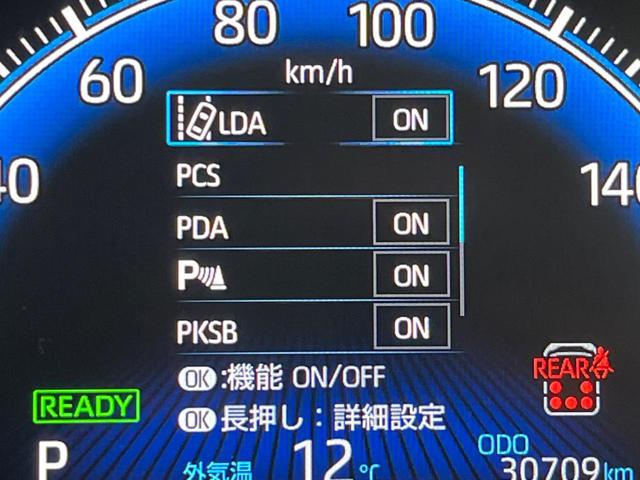 80 100
60 km/h 120
40 140
LDA ON
PCS
PDA ON
P ON
PKSB ON
OK:機能 ON/OFF
OK長押し:詳細設定
REAR
READY
P 外気温 12℃ ODO 30709km